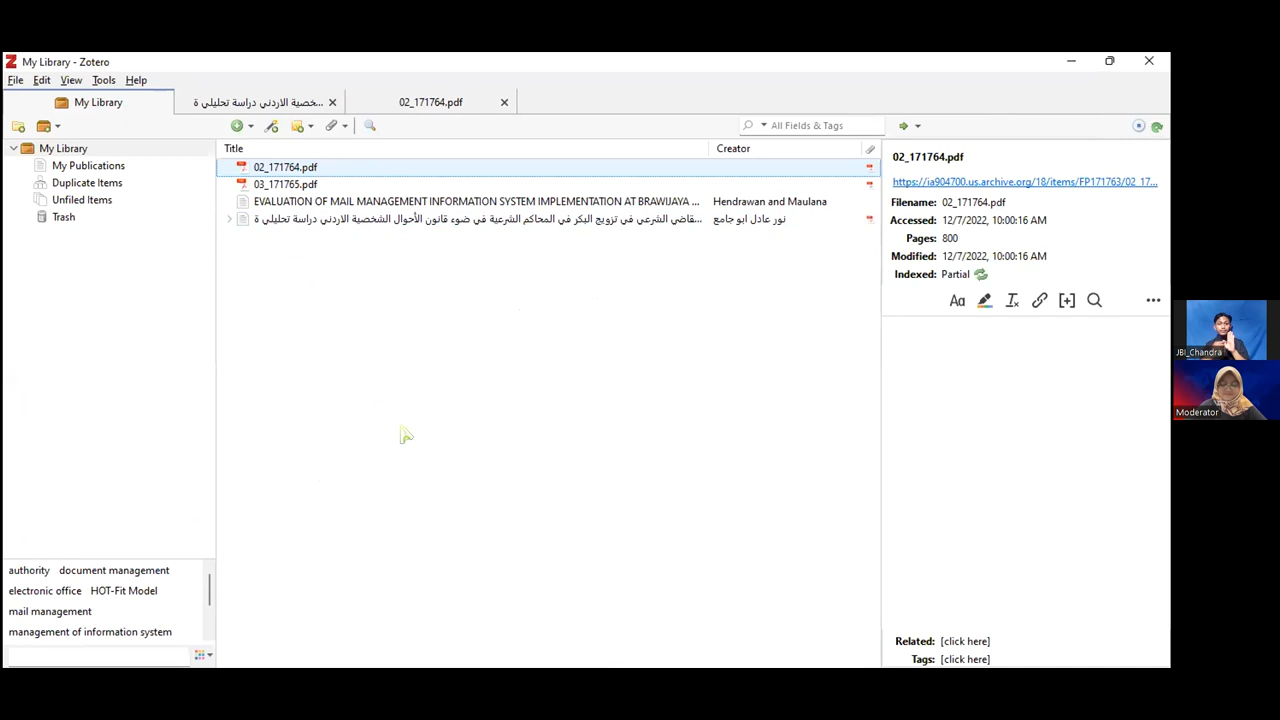 My Library - Zotero
File Edit View Tools Help
My Library
...خصية الاردني دراسة تحليلي ة
02_171764.pdf
All Fields & Tags
My Library
My Publications
Duplicate Items
Unfiled Items
Trash
Title Creator
02_171764.pdf
03_171765.pdf
EVALUATION OF MAIL MANAGEMENT INFORMATION SYSTEM IMPLEMENTATION AT BRAWIJAYA ... Hendrawan and Maulana
...قاضي الشرعي في تزويج البكر في المحاكم الشرعية في ضوء قانون الأحوال الشخصية الاردني دراسة تحليلي ة نور عادل ابو جامع
02_171764.pdf
https://ia904700.us.archive.org/18/items/FP171763/02_17...
Filename: 02_171764.pdf
Accessed: 12/7/2022, 10:00:16 AM
Pages: 800
Modified: 12/7/2022, 10:00:16 AM
Indexed: Partial
Aa
Related: [click here]
Tags: [click here]
authority document management
electronic office HOT-Fit Model
mail management
management of information system
JBI_Chandra
Moderator